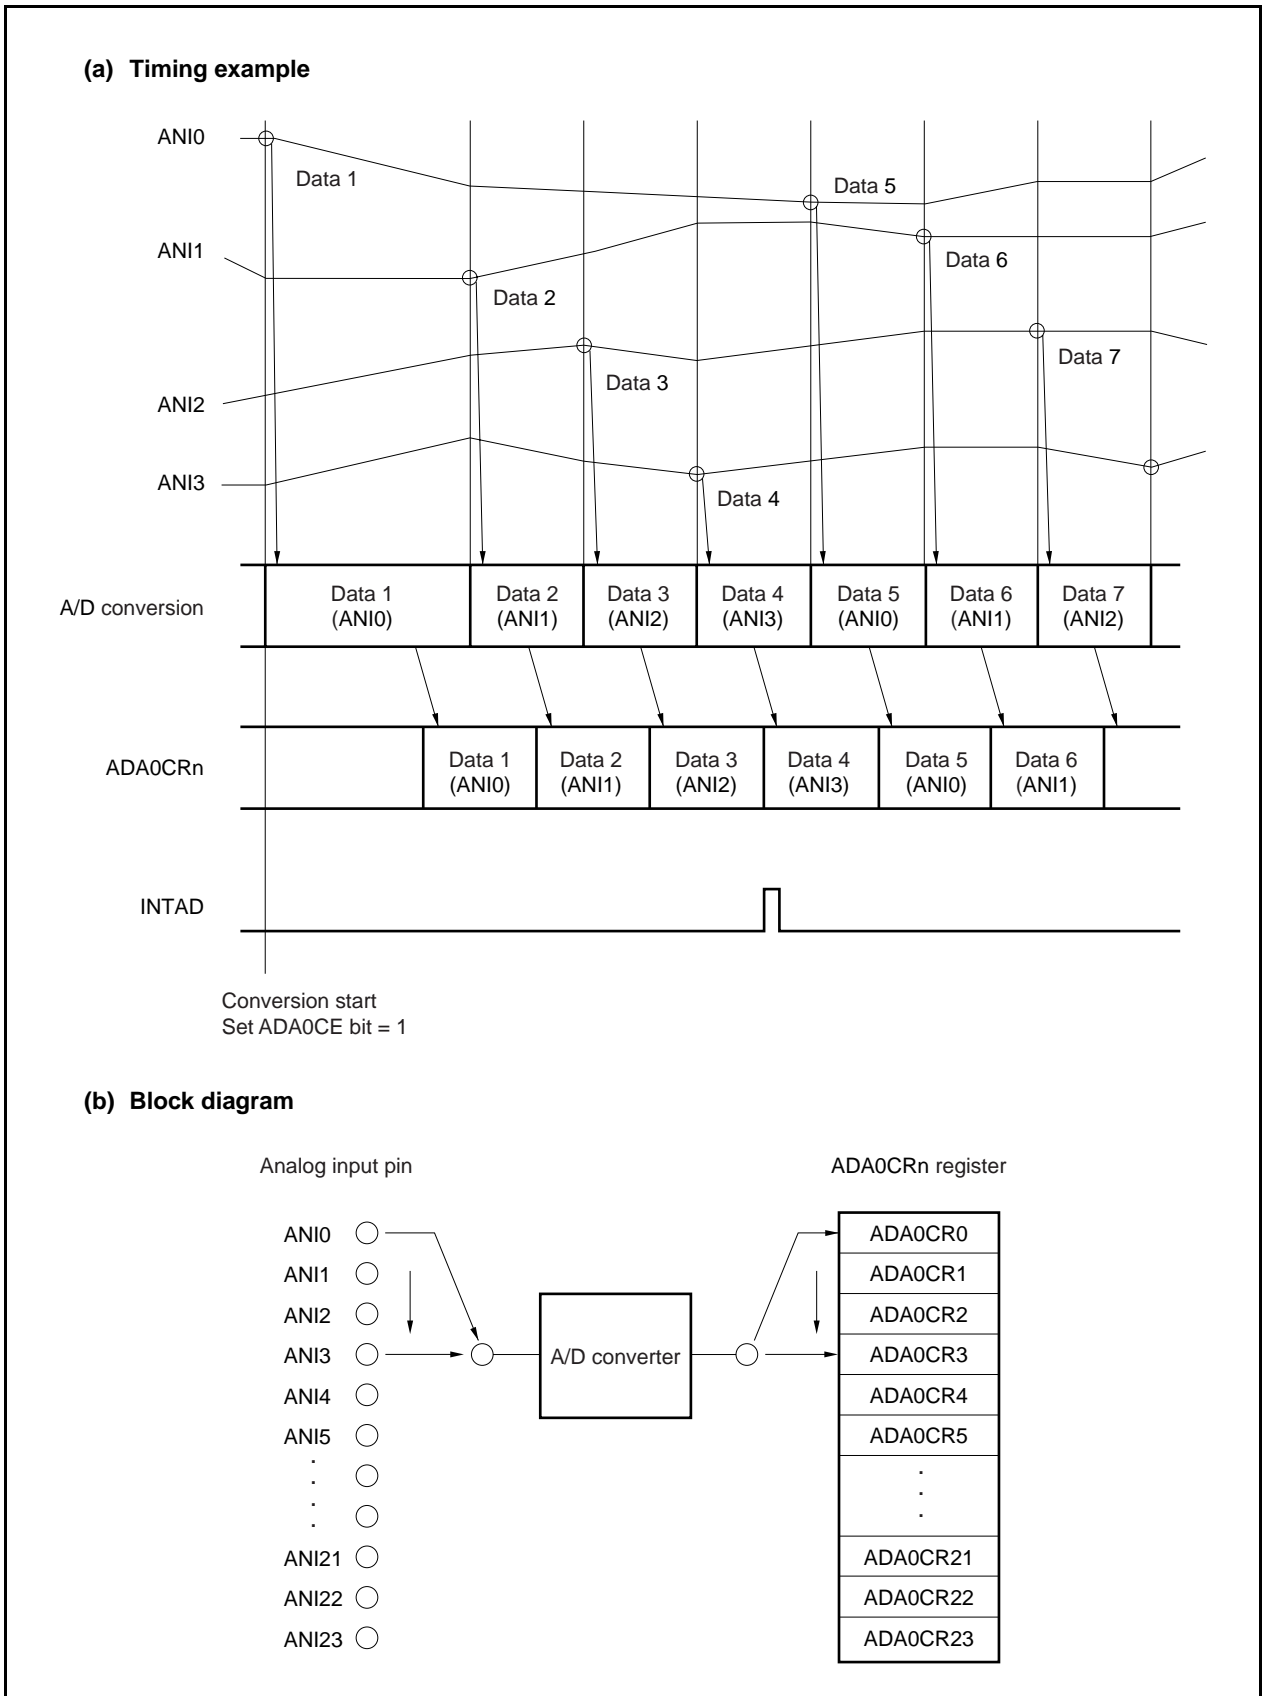 (a) Timing example
ANI0
Data 1
Data 5
ANI1
Data 6
Data 2
Data 7
Data 3
ANI2
ANI3
Data 4
A/D conversion
Data 1 (ANI0)
Data 2 (ANI1)
Data 3 (ANI2)
Data 4 (ANI3)
Data 5 (ANI0)
Data 6 (ANI1)
Data 7 (ANI2)
ADA0CRn
Data 1 (ANI0)
Data 2 (ANI1)
Data 3 (ANI2)
Data 4 (ANI3)
Data 5 (ANI0)
Data 6 (ANI1)
INTAD
Conversion start
Set ADA0CE bit = 1
(b) Block diagram
Analog input pin
ADA0CRn register
ANI0
ANI1
ANI2
ANI3
ANI4
ANI5
.
.
.
.
ANI21
ANI22
ANI23
A/D converter
ADA0CR0
ADA0CR1
ADA0CR2
ADA0CR3
ADA0CR4
ADA0CR5
.
.
.
ADA0CR21
ADA0CR22
ADA0CR23